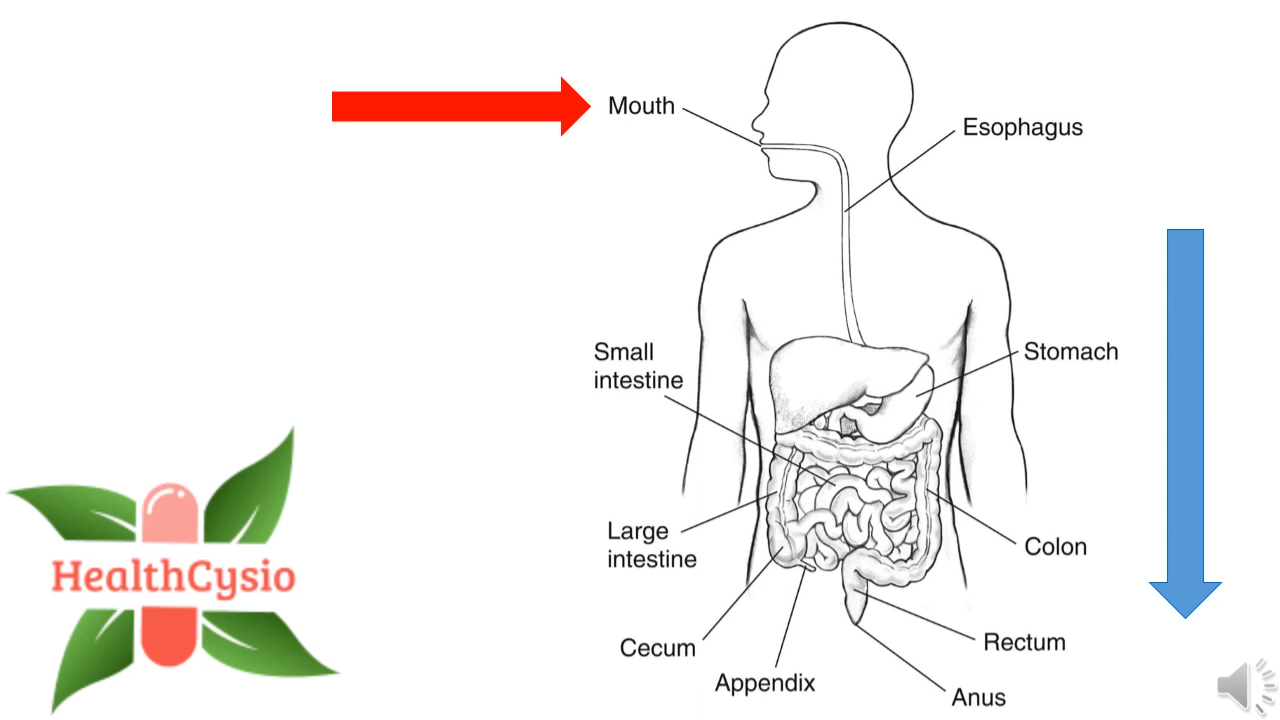 Mouth
Esophagus
Small
intestine
Stomach
Large
intestine
Colon
HealthCysio
Cecum
Rectum
Appendix
Anus